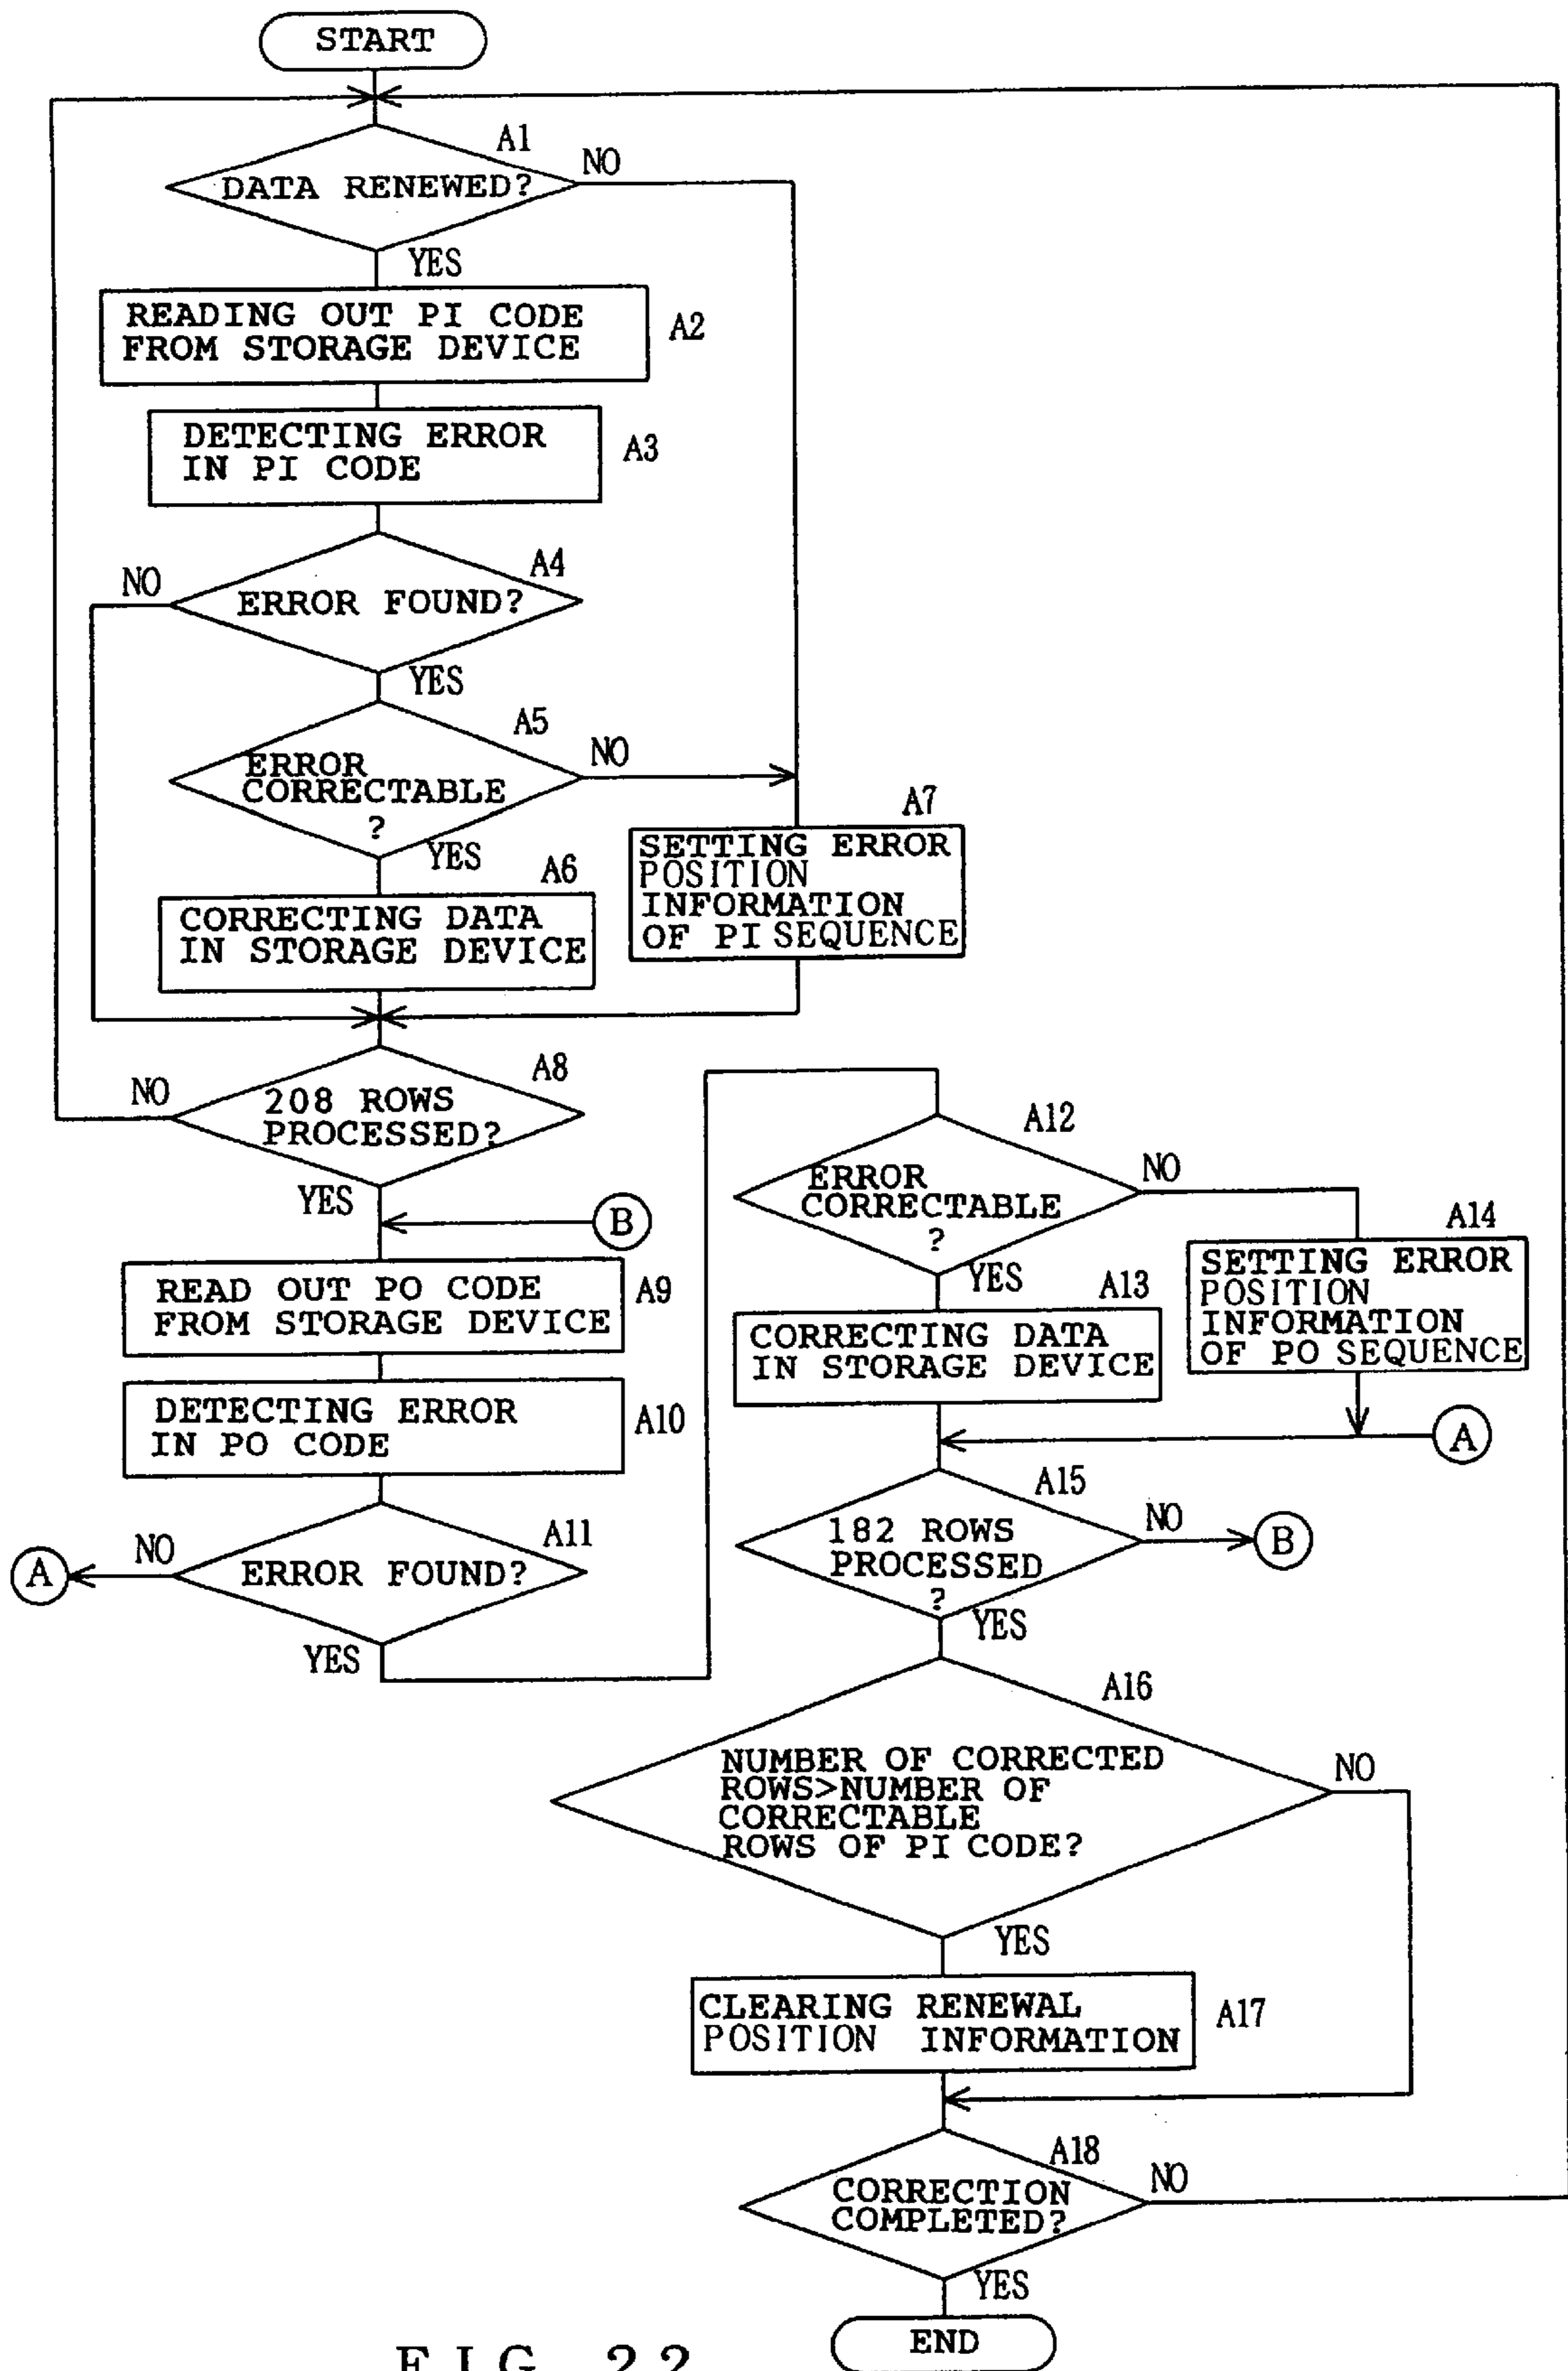 START
A1
NO
DATA RENEWED?
YES
READING OUT PI CODE
FROM STORAGE DEVICE
A2
DETECTING ERROR
IN PI CODE
A3
A4
NO
ERROR FOUND?
YES
A5
NO
ERROR
CORRECTABLE
?
YES
A6
CORRECTING DATA
IN STORAGE DEVICE
A7
SETTING ERROR
POSITION
INFORMATION
OF PI SEQUENCE
A8
NO
208 ROWS
PROCESSED?
YES
B
READ OUT PO CODE
FROM STORAGE DEVICE
A9
DETECTING ERROR
IN PO CODE
A10
A11
NO
A
ERROR FOUND?
YES
A12
NO
ERROR
CORRECTABLE
?
YES
A13
CORRECTING DATA
IN STORAGE DEVICE
A14
SETTING ERROR
POSITION
INFORMATION
OF PO SEQUENCE
A
A15
NO
B
182 ROWS
PROCESSED
?
YES
A16
NUMBER OF CORRECTED
ROWS>NUMBER OF
CORRECTABLE
ROWS OF PI CODE?
NO
YES
CLEARING RENEWAL
POSITION INFORMATION
A17
A18
NO
CORRECTION
COMPLETED?
YES
END
FIG. 22